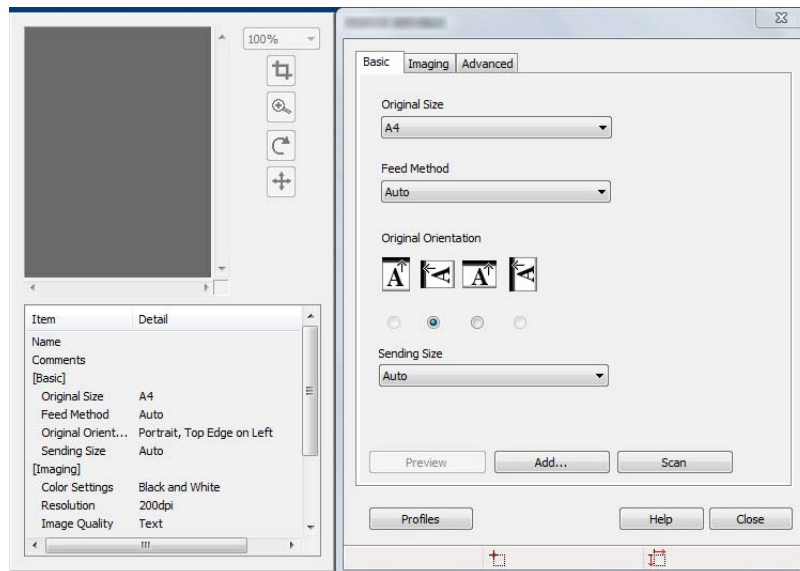 100%
Item Detail
Name
Comments
[Basic]
Original Size A4
Feed Method Auto
Original Orient... Portrait, Top Edge on Left
Sending Size Auto
[Imaging]
Color Settings Black and White
Resolution 200dpi
Image Quality Text
Basic Imaging Advanced
Original Size
A4
Feed Method
Auto
Original Orientation
A A A A
Sending Size
Auto
Preview Add... Scan
Profiles Help Close